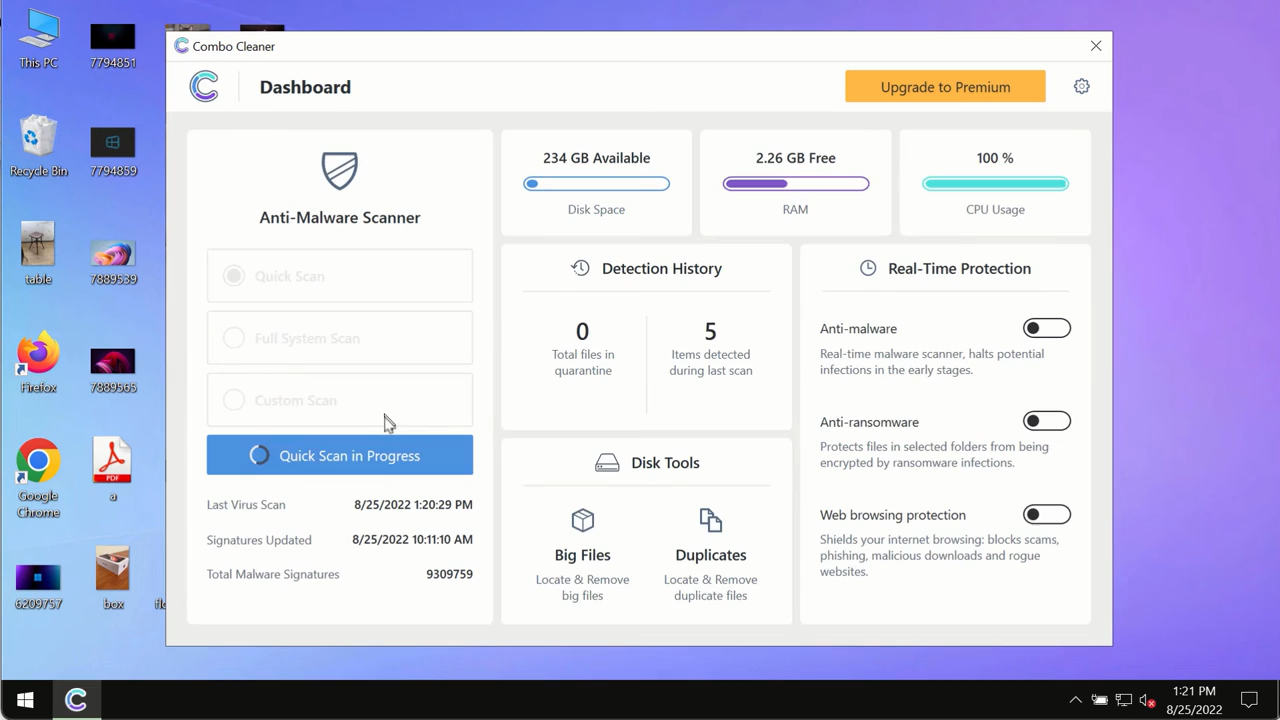 This PC
7794851
Recycle Bin
7794859
table
7889539
Firefox
7889565
Google
Chrome
PDF
a
6209757
box
Combo Cleaner
Dashboard
Upgrade to Premium
Anti-Malware Scanner
Quick Scan
Full System Scan
Custom Scan
Quick Scan in Progress
Last Virus Scan 8/25/2022 1:20:29 PM
Signatures Updated 8/25/2022 10:11:10 AM
Total Malware Signatures 9309759
234 GB Available
Disk Space
2.26 GB Free
RAM
100 %
CPU Usage
Detection History
0
Total files in
quarantine
5
Items detected
during last scan
Disk Tools
Big Files
Locate & Remove
big files
Duplicates
Locate & Remove
duplicate files
Real-Time Protection
Anti-malware
Real-time malware scanner, halts potential
infections in the early stages.
Anti-ransomware
Protects files in selected folders from being
encrypted by ransomware infections.
Web browsing protection
Shields your internet browsing: blocks scams,
phishing, malicious downloads and rogue
websites.
1:21 PM
8/25/2022